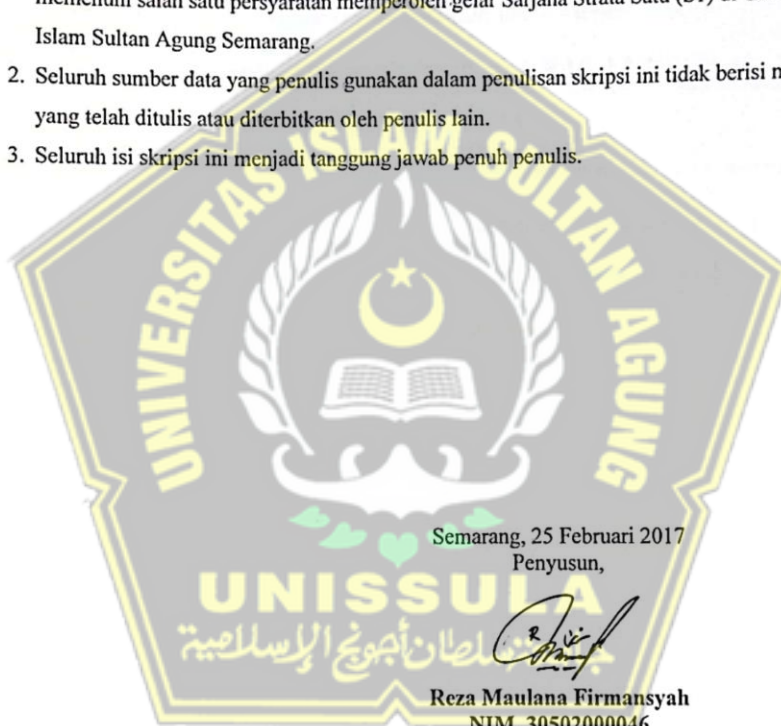 memenuhi salah satu persyaratan memperoleh gelar Sarjana Strata Satu (S1) di
Islam Sultan Agung Semarang.
2. Seluruh sumber data yang penulis gunakan dalam penulisan skripsi ini tidak berisi
yang telah ditulis atau diterbitkan oleh penulis lain.
3. Seluruh isi skripsi ini menjadi tanggung jawab penuh penulis.
UNIVERSITAS ISLAM SULTAN AGUNG
Semarang, 25 Februari 2017
Penyusun,
UNISSULA
جامعة سلطان أجونج الإسلامية
Reza Maulana Firmansyah
NIM. 30502000046